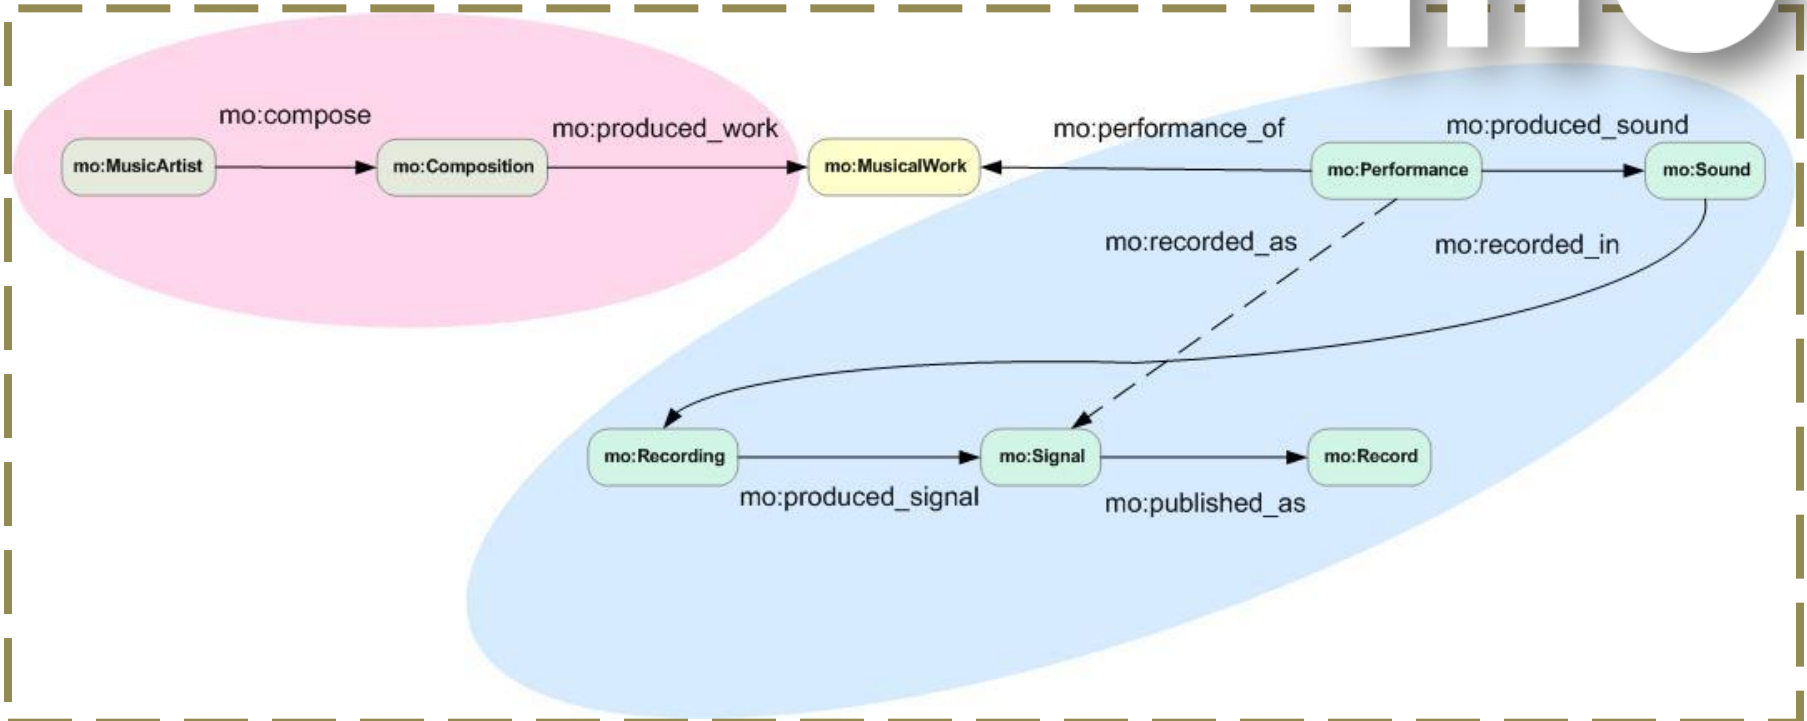 mo:compose
mo:produced_work
mo:performance_of
mo:produced_sound
mo:MusicArtist
mo:Composition
mo:MusicalWork
mo:Performance
mo:Sound
mo:recorded_as
mo:recorded_in
mo:Recording
mo:Signal
mo:Record
mo:produced_signal
mo:published_as